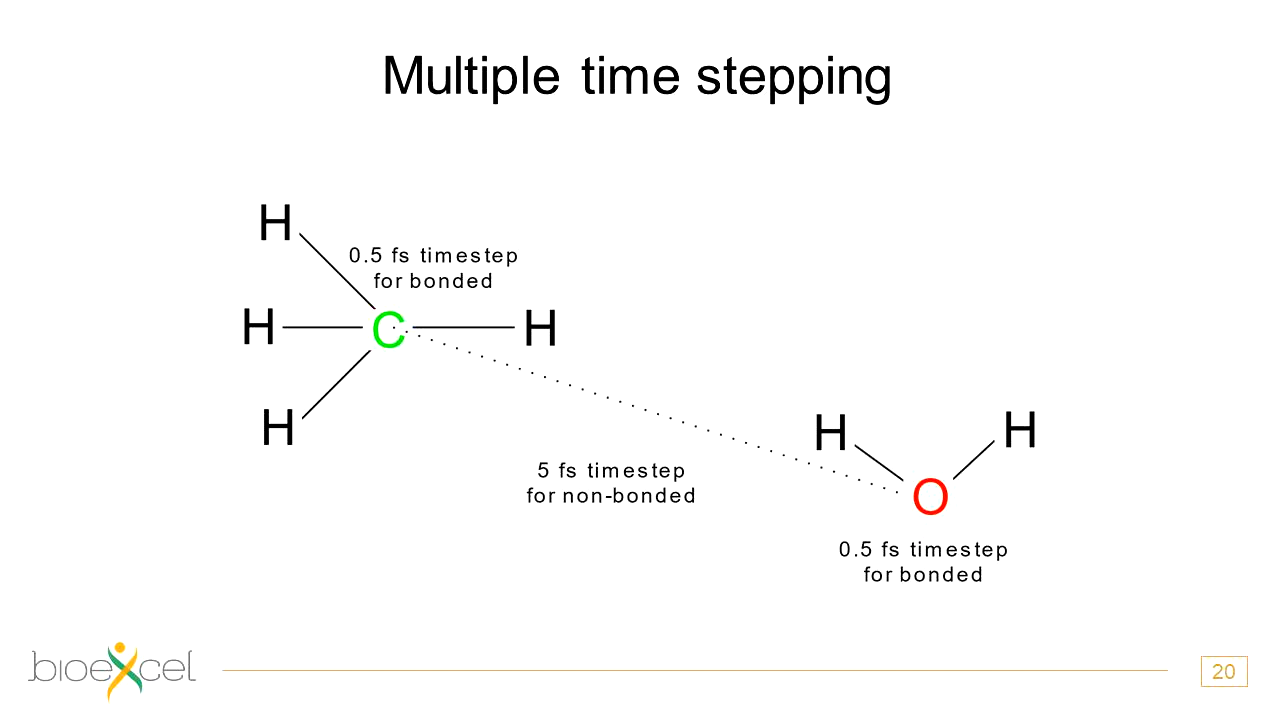 Multiple time stepping
H
0.5 fs timestep
for bonded
H
C
H
H
H
H
5 fs timestep
for non-bonded
O
0.5 fs timestep
for bonded
bioexcel
20